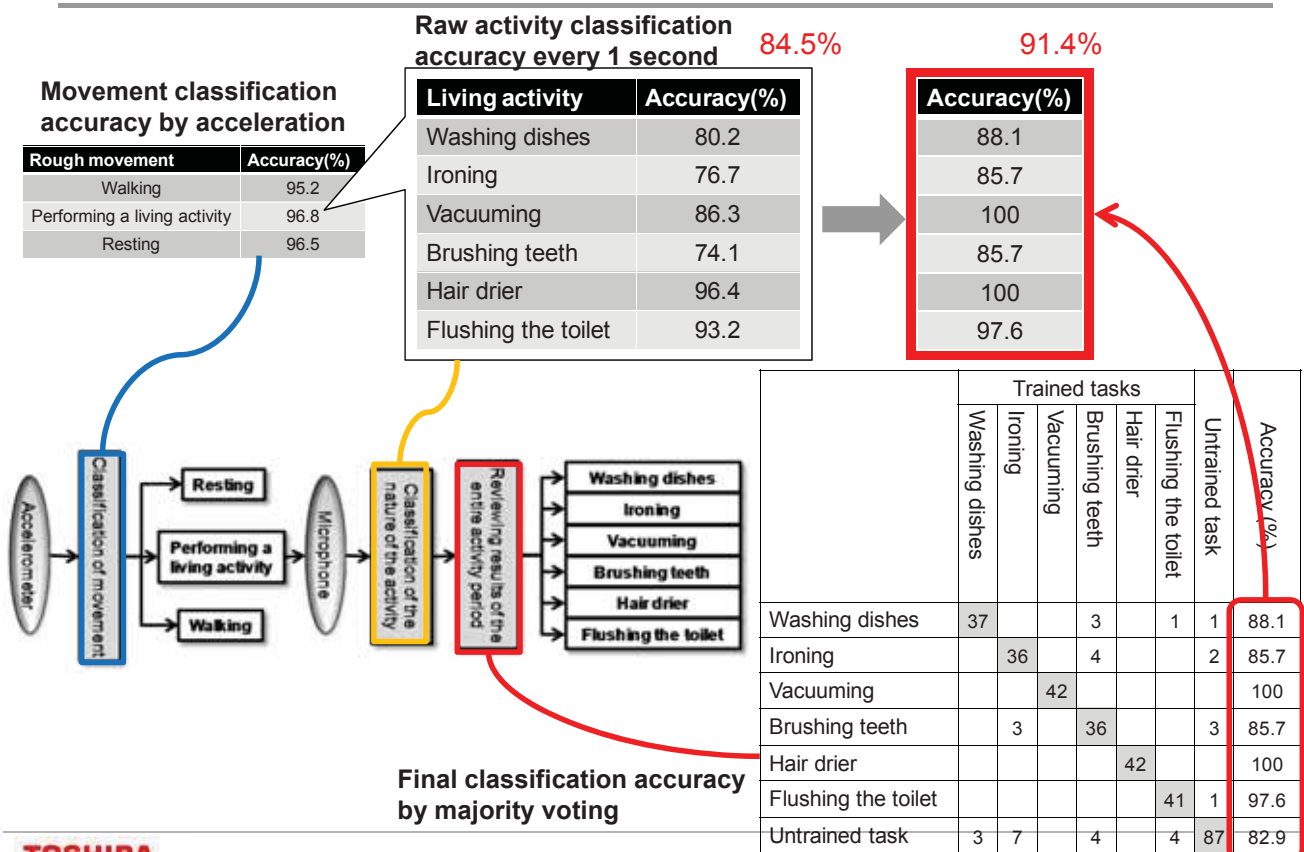 Raw activity classification
accuracy every 1 second
84.5%
91.4%
Movement classification
accuracy by acceleration
Rough movement Accuracy(%)
Walking 95.2
Performing a living activity 96.8
Resting 96.5
Living activity Accuracy(%)
Washing dishes 80.2
Ironing 76.7
Vacuuming 86.3
Brushing teeth 74.1
Hair drier 96.4
Flushing the toilet 93.2
Accuracy(%)
88.1
85.7
100
85.7
100
97.6
Accelerometer
Classification of movement
Resting
Performing a
living activity
Walking
Microphone
Classification of the
nature of the activity
Reviewing results of the
entire activity period
Washing dishes
Ironing
Vacuuming
Brushing teeth
Hair drier
Flushing the toilet
Final classification accuracy
by majority voting
Trained tasks
Washing dishes
Ironing
Vacuuming
Brushing teeth
Hair drier
Flushing the toilet
Untrained task
Accuracy (%)
Washing dishes 37 3 1 1 88.1
Ironing 36 4 2 85.7
Vacuuming 42 100
Brushing teeth 3 36 3 85.7
Hair drier 42 100
Flushing the toilet 41 1 97.6
Untrained task 3 7 4 4 87 82.9
TOSHIBA